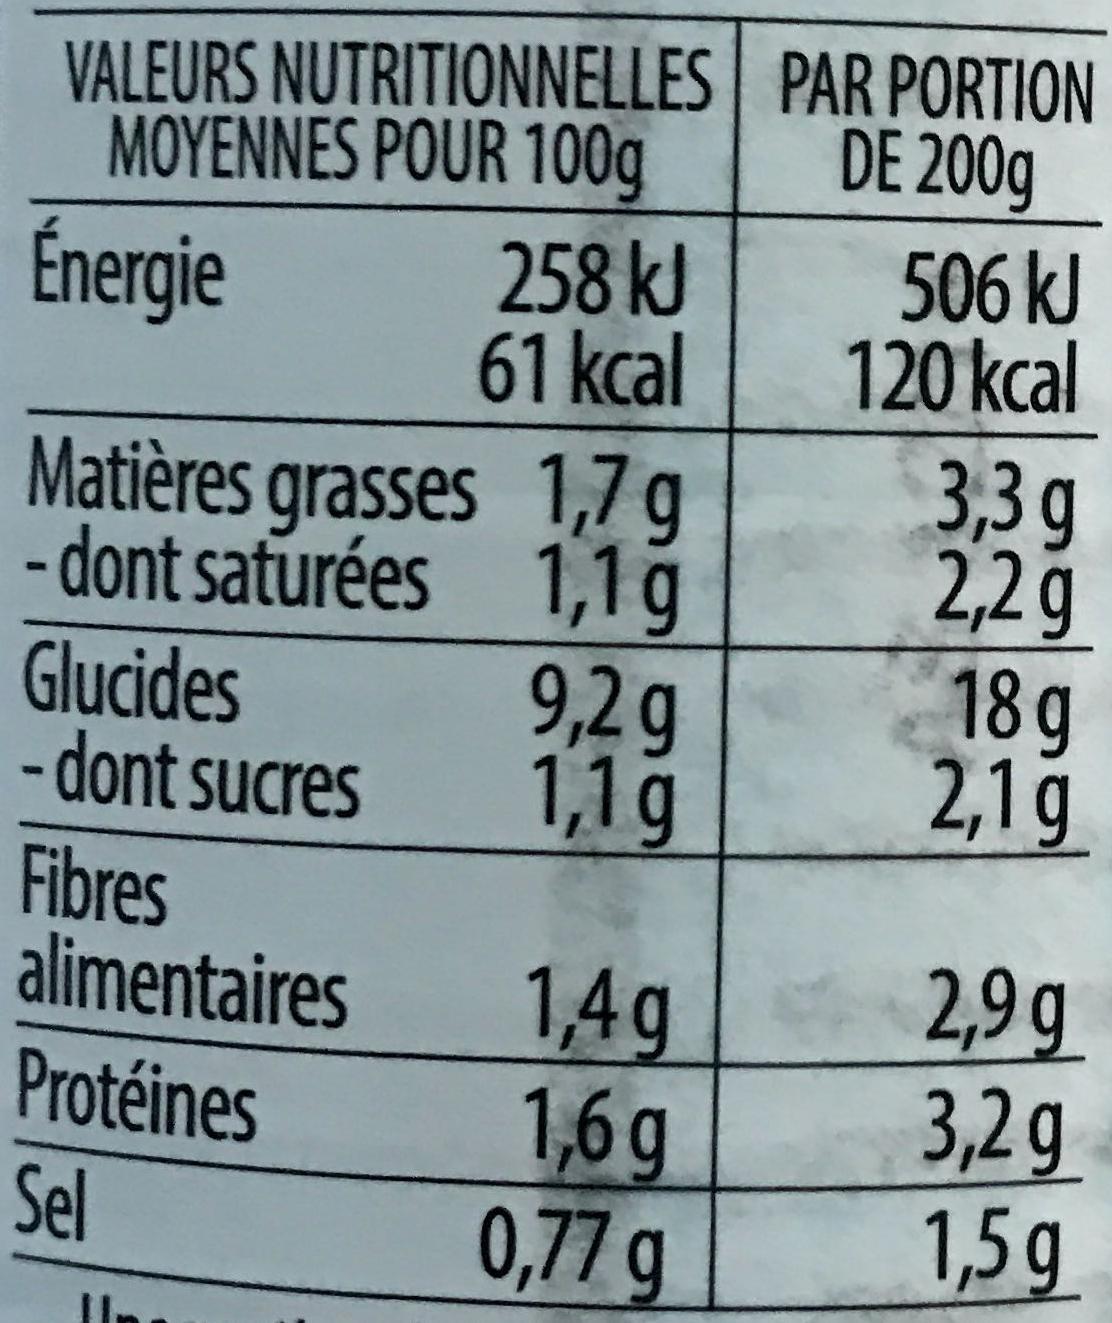 VALEURS NUTRITIONNELLES PAR PORTION
MOYENNES POUR 100g DE 200g
Énergie 258 kJ 506 kJ
61 kcal 120 kcal
Matières grasses 1,7 g 3,3 g
- dont saturées 1,1 g 2,2 g
Glucides 9,2 g 18 g
- dont sucres 1,1 g 2,1 g
Fibres
alimentaires 1,4 g 2,9 g
Protéines 1,6 g 3,2 g
Sel 0,77 g 1,5 g